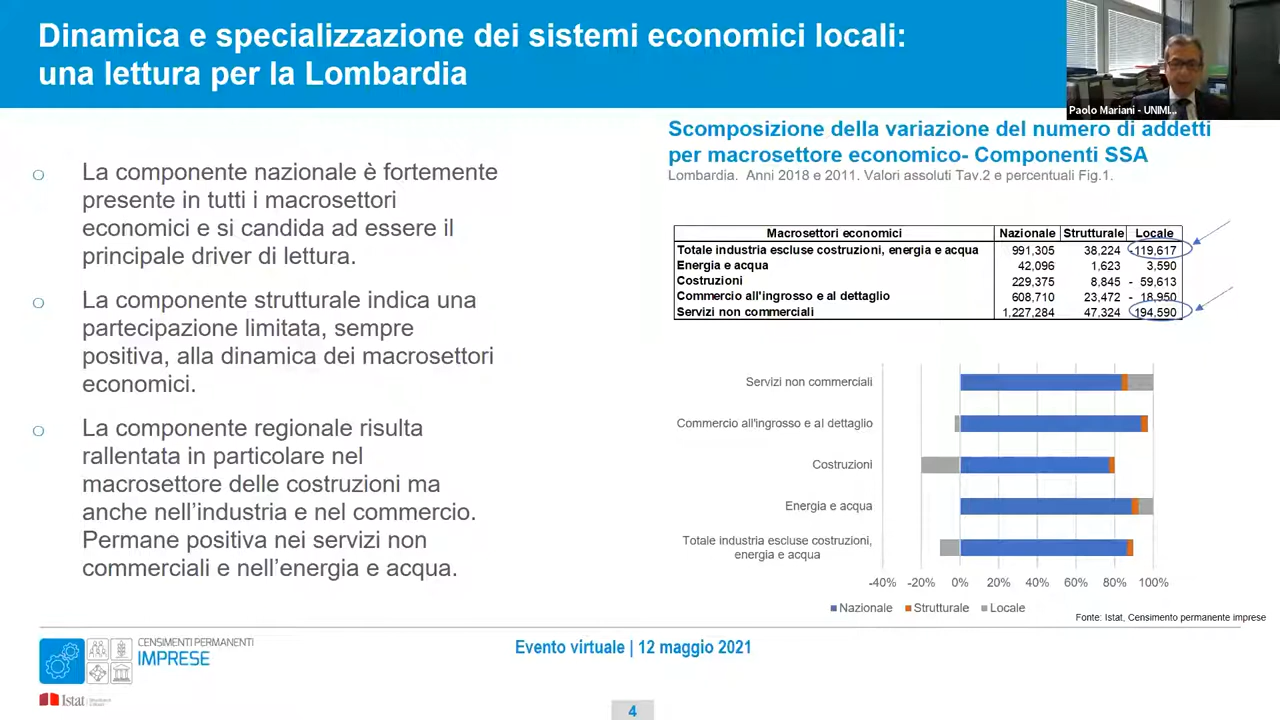 Dinamica e specializzazione dei sistemi economici locali:
una lettura per la Lombardia
Paolo Mariani - UNIMI...
La componente nazionale è fortemente
presente in tutti i macrosettori
economici e si candida ad essere il
principale driver di lettura.
La componente strutturale indica una
partecipazione limitata, sempre
positiva, alla dinamica dei macrosettori
economici.
La componente regionale risulta
rallentata in particolare nel
macrosettore delle costruzioni ma
anche nell'industria e nel commercio.
Permane positiva nei servizi non
commerciali e nell'energia e acqua.
Scomposizione della variazione del numero di addetti
per macrosettore economico- Componenti SSA
Lombardia. Anni 2018 e 2011. Valori assoluti Tav.2 e percentuali Fig.1.
Macrosettori economici Nazionale Strutturale Locale
Totale industria escluse costruzioni, energia e acqua 991,305 38,224 -119,617
Energia e acqua 42,096 1,623 3,590
Costruzioni 229,375 8,845 - 59,613
Commercio all'ingrosso e al dettaglio 608,710 23,472 - 18,950
Servizi non commerciali 1,227,284 47,324 194,590
Servizi non commerciali
Commercio all'ingrosso e al dettaglio
Costruzioni
Energia e acqua
Totale industria escluse costruzioni,
energia e acqua
-40% -20% 0% 20% 40% 60% 80% 100%
Nazionale Strutturale Locale
Fonte: Istat, Censimento permanente imprese
CENSIMENTI PERMANENTI
IMPRESE
Evento virtuale | 12 maggio 2021
Istat
4